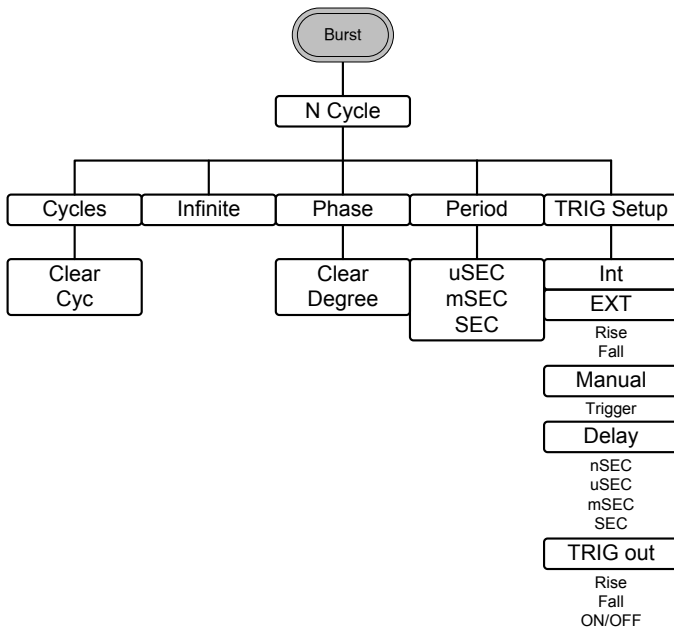 Burst
N Cycle
Cycles
Infinite
Phase
Period
TRIG Setup
Clear
Cyc
Clear
Degree
uSEC
mSEC
SEC
Int
EXT
Rise
Fall
Manual
Trigger
Delay
nSEC
uSEC
mSEC
SEC
TRIG out
Rise
Fall
ON/OFF